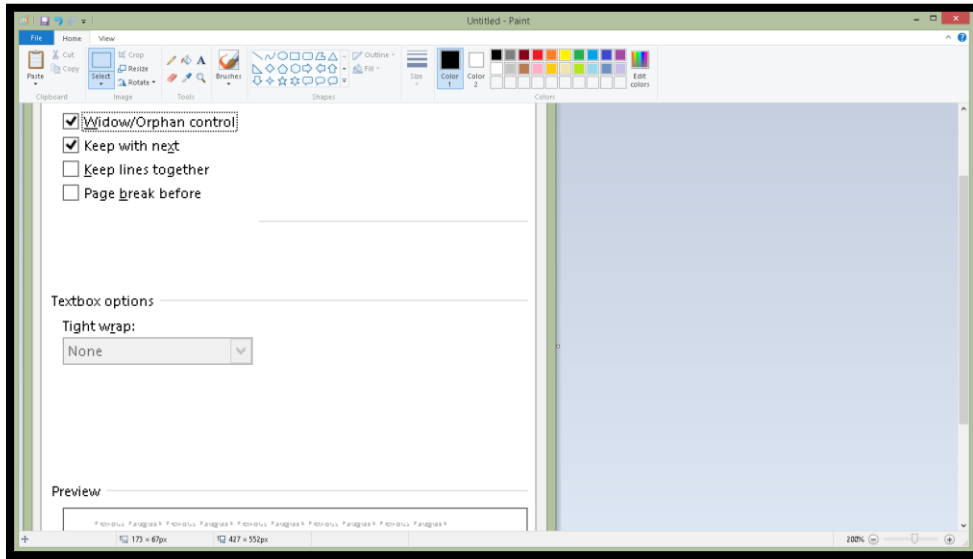 Untitled - Paint
File Home View
Paste
Cut
Copy
Clipboard
Select
Crop
Resize
Rotate
Image
Tools
Brushes
Outline
Fill
Shapes
Size
Color 1
Color 2
Edit colors
Colors
Widow/Orphan control
Keep with next
Keep lines together
Page break before
Textbox options
Tight wrap:
None
Preview
173 × 67px
427 × 552px
200%